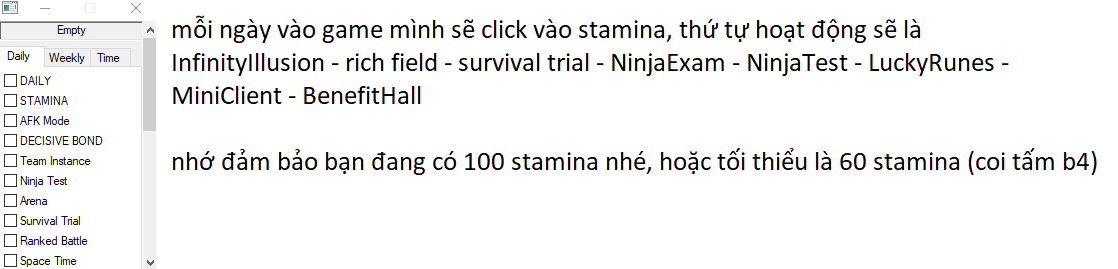 Empty
Daily Weekly Time
DAILY
STAMINA
AFK Mode
DECISIVE BOND
Team Instance
Ninja Test
Arena
Survival Trial
Ranked Battle
Space Time
mỗi ngày vào game mình sẽ click vào stamina, thứ tự hoạt động sẽ là
InfinityIllusion - rich field - survival trial - NinjaExam - NinjaTest - LuckyRunes -
MiniClient - BenefitHall
nhớ đảm bảo bạn đang có 100 stamina nhé, hoặc tối thiểu là 60 stamina (coi tấm b4)